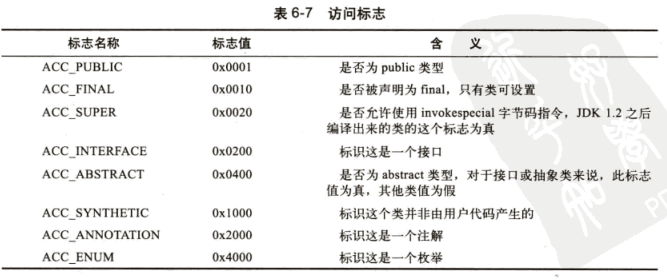 表 6-7 访问标志
标志名称 标志值 含 义
ACC_PUBLIC 0x0001 是否为 public 类型
ACC_FINAL 0x0010 是否被声明为 final，只有类可设置
ACC_SUPER 0x0020 是否允许使用 invokespecial 字节码指令，JDK 1.2 之后
编译出来的类的这个标志为真
ACC_INTERFACE 0x0200 标识这是一个接口
ACC_ABSTRACT 0x0400 是否为 abstract 类型，对于接口或抽象类来说，此标志
值为真，其他类值为假
ACC_SYNTHETIC 0x1000 标识这个类并非由用户代码产生的
ACC_ANNOTATION 0x2000 标识这是一个注解
ACC_ENUM 0x4000 标识这是一个枚举